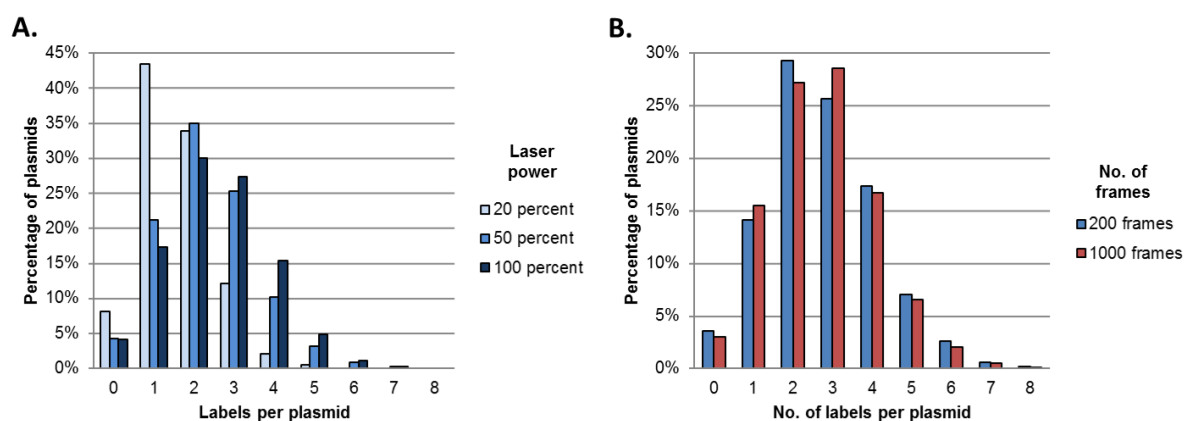 A.
45%
40%
35%
30%
25%
20%
15%
10%
5%
0%
Percentage of plasmids
0 1 2 3 4 5 6 7 8
Labels per plasmid
Laser
power
20 percent
50 percent
100 percent
B.
30%
25%
20%
15%
10%
5%
0%
Percentage of plasmids
0 1 2 3 4 5 6 7 8
No. of labels per plasmid
No. of
frames
200 frames
1000 frames